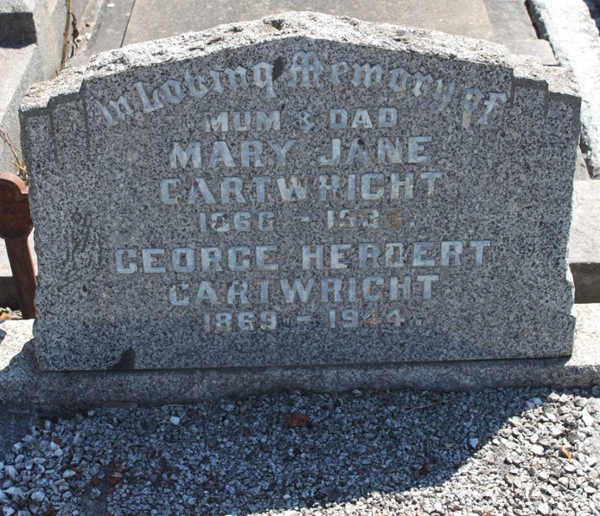 In Loving Memory of
MUM & DAD
MARY JANE
CARTWRIGHT
1866 -
GEORGE HERBERT
CARTWRIGHT
1869 - 1944.